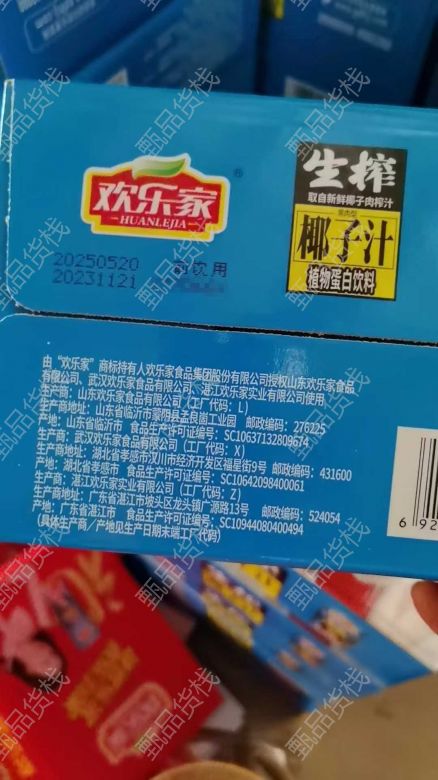 欢乐家
®
HUANLEJIA
生榨
取自新鲜椰子肉榨汁
果肉型
椰子汁
植物蛋白饮料
20250520 前饮用
20231121
由“欢乐家”商标持有人欢乐家食品集团股份有限公司授权山东欢乐家食品
有限公司、武汉欢乐家食品有限公司、湛江欢乐家实业有限公司使用
生产商:山东欢乐家食品有限公司(工厂代码:L)
生产商地址:山东省临沂市蒙阴县孟良崮工业园 邮政编码:276225
产地:山东省临沂市 食品生产许可证编号:SC10637132809674
生产商:武汉欢乐家食品有限公司(工厂代码:X)
生产商地址:湖北省孝感市汉川市经济开发区福星街9号 邮政编码:431600
产地:湖北省孝感市 食品生产许可证编号:SC10642098400061
生产商:湛江欢乐家实业有限公司(工厂代码:Z)
生产商地址:广东省湛江市坡头区龙头镇广源路13号 邮政编码:524054
产地:广东省湛江市 食品生产许可证编号:SC10944080400494
(具体生产商/产地见生产日期末端工厂代码)
6 92
甄品货栈